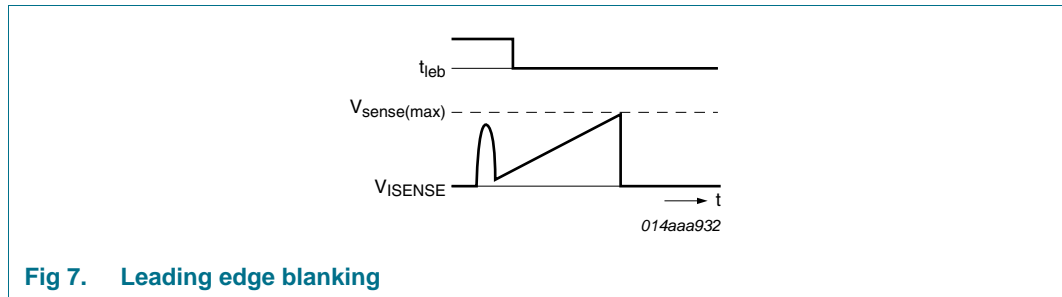 tleb
Vsense(max)
VISENSE
t
014aaa932
Fig 7. Leading edge blanking